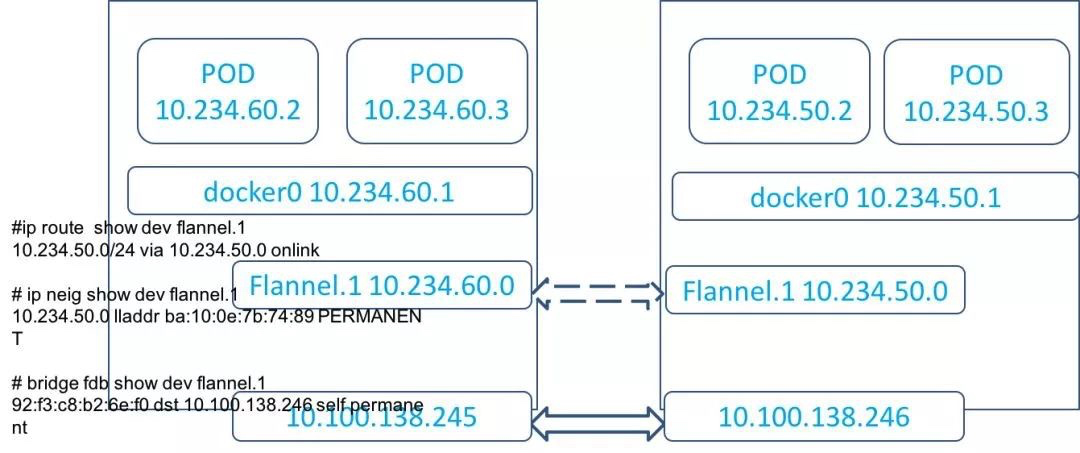 POD
10.234.60.2
POD
10.234.60.3
docker0 10.234.60.1
#ip route  show dev flannel.1
10.234.50.0/24 via 10.234.50.0 onlink
Flannel.1 10.234.60.0
# ip neig show dev flannel.1
10.234.50.0 lladdr ba:10:0e:7b:74:89 PERMANEN
T
# bridge fdb show dev flannel.1
92:f3:c8:b2:6e:f0 dst 10.100.138.246 self permane
nt
10.100.138.245
POD
10.234.50.2
POD
10.234.50.3
docker0 10.234.50.1
Flannel.1 10.234.50.0
10.100.138.246